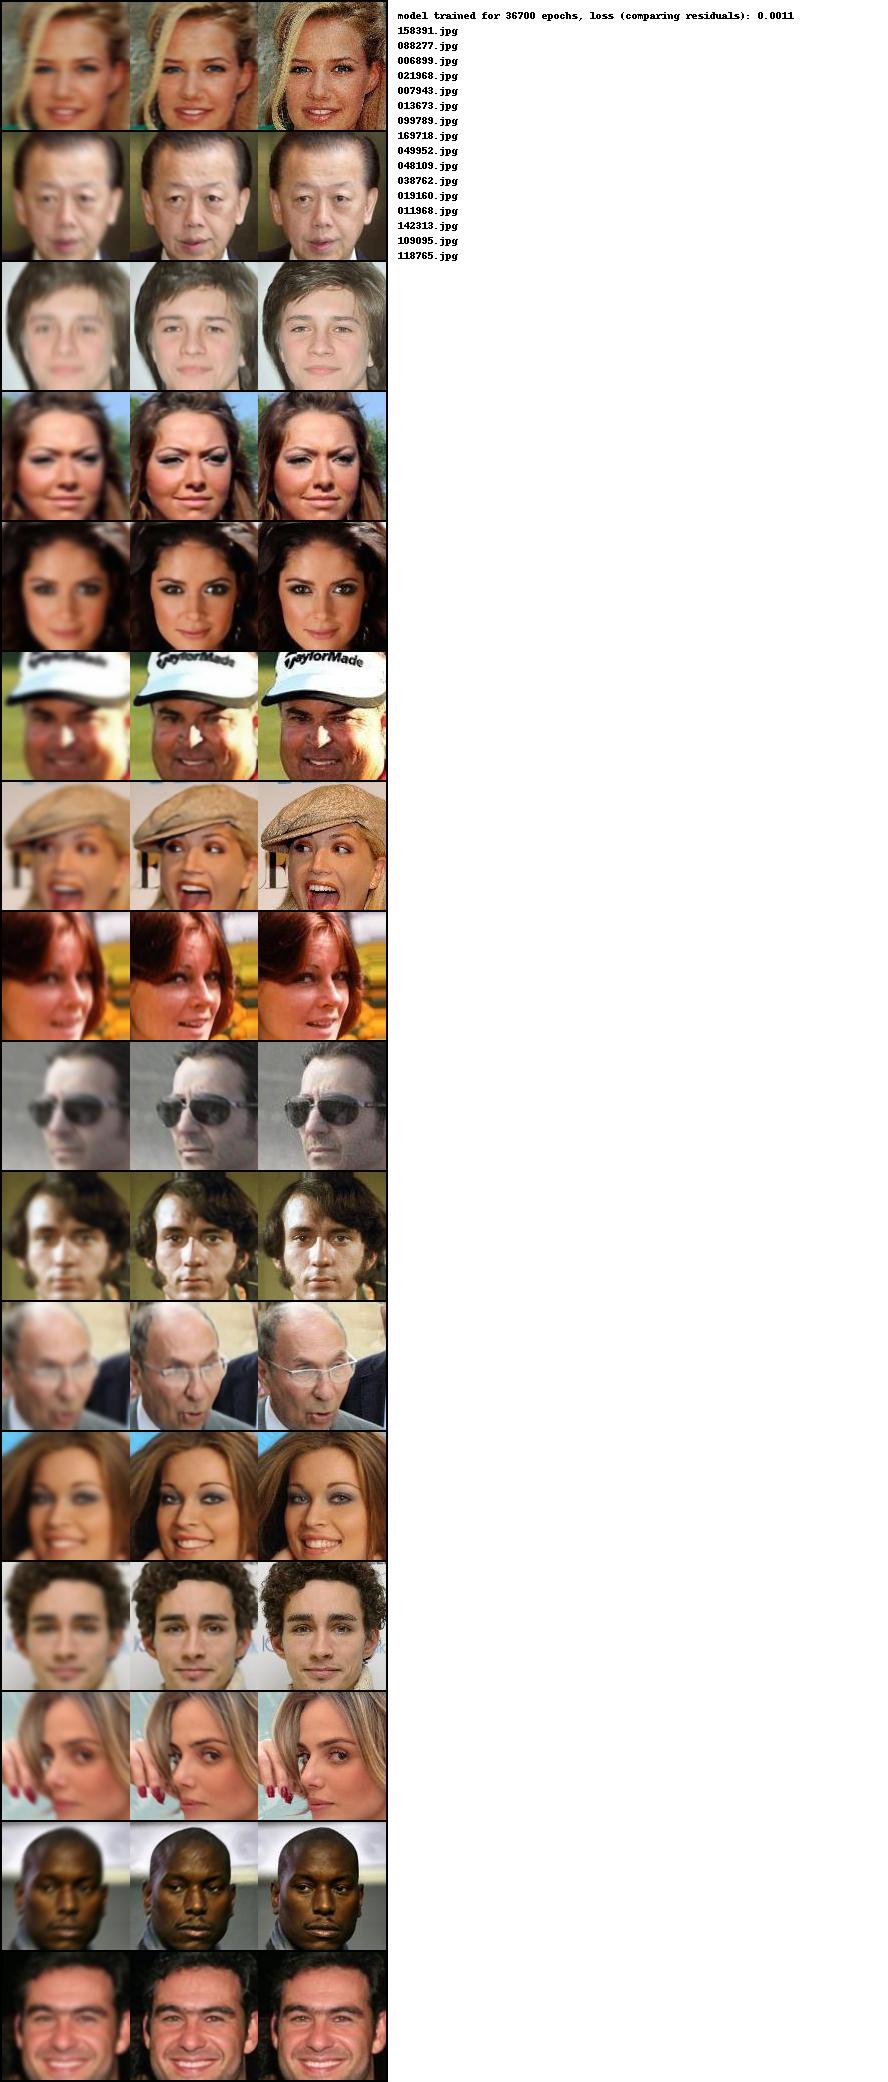 model trained for 36700 epochs, loss (comparing residuals): 0.0011
158391.jpg
088277.jpg
006899.jpg
021968.jpg
007943.jpg
013673.jpg
099789.jpg
169718.jpg
049952.jpg
048109.jpg
038762.jpg
019160.jpg
011968.jpg
142313.jpg
109095.jpg
118765.jpg
TaylorMade TaylorMade TaylorMade
E E